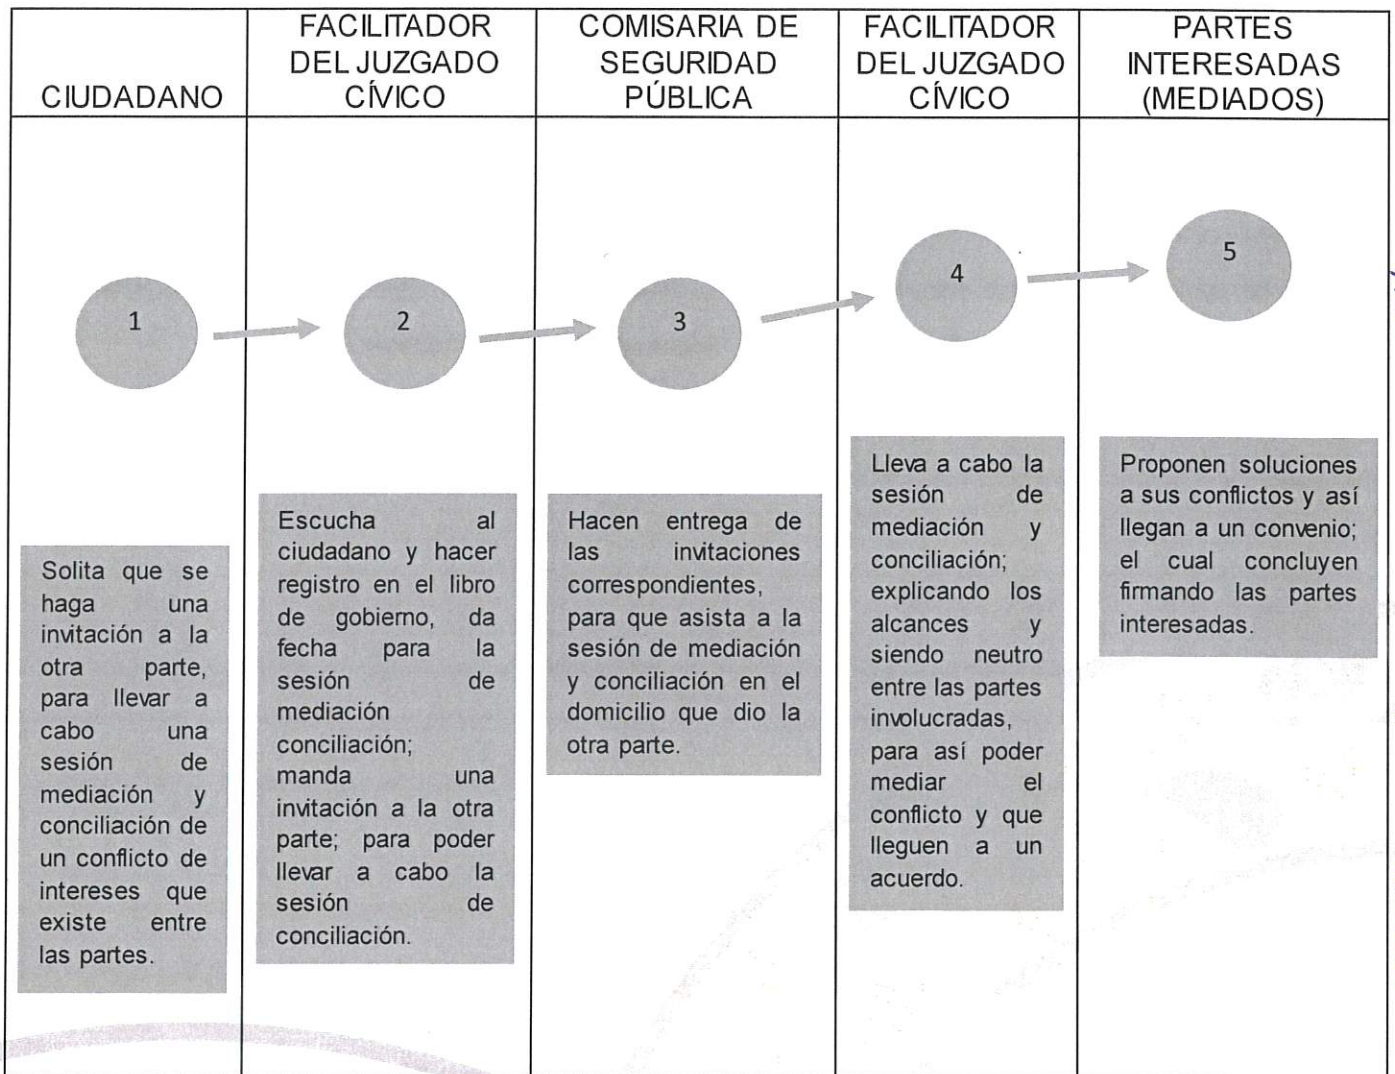 CIUDADANO
FACILITADOR
DEL JUZGADO
CÍVICO
COMISARIA DE
SEGURIDAD
PÚBLICA
FACILITADOR
DEL JUZGADO
CÍVICO
PARTES
INTERESADAS
(MEDIADOS)
1
2
3
4
5
Solita que se
haga una
invitación a la
otra parte,
para llevar a
cabo una
sesión de
mediación y
conciliación de
un conflicto de
intereses que
existe entre
las partes.
Escucha al
ciudadano y hacer
registro en el libro
de gobierno, da
fecha para la
sesión de
mediación
conciliación;
manda una
invitación a la otra
parte; para poder
llevar a cabo la
sesión de
conciliación.
Hacen entrega de
las invitaciones
correspondientes,
para que asista a la
sesión de mediación
y conciliación en el
domicilio que dio la
otra parte.
Lleva a cabo la
sesión de
mediación y
conciliación;
explicando los
alcances y
siendo neutro
entre las partes
involucradas,
para así poder
mediar el
conflicto y que
lleguen a un
acuerdo.
Proponen soluciones
a sus conflictos y así
llegan a un convenio;
el cual concluyen
firmando las partes
interesadas.